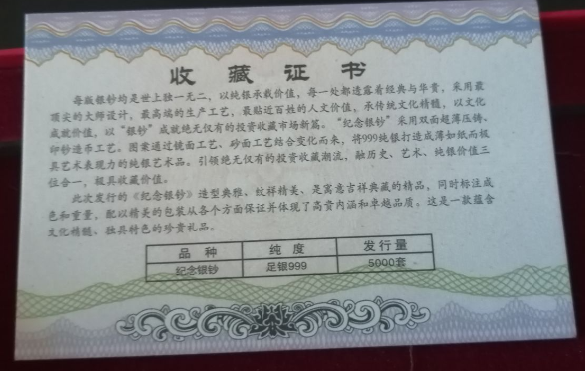 收藏证书
每版银钞均是世上独一无二，以纯银承载价值，每一处都透露着经典与华贵，采用最
顶尖的大师设计，最高端的生产工艺，最贴近百姓的人文价值，承传统文化精髓，以文化
成就价值，以“银钞”成就绝无仅有的投资收藏市场新篇。“纪念银钞”采用双面超薄压铸、
印钞造币工艺。图案通过镜面工艺、砂面工艺结合变化而来，将999纯银打造成薄如纸而极
具艺术表现力的纯银艺术品。引领绝无仅有的投资收藏潮流，融历史、艺术、纯银价值三
位合一，极具收藏价值。
此次发行的《纪念银钞》造型典雅、纹样精美、是寓意吉祥典藏的精品，同时标注成
色和重量，配以精美的包装从各个方面保证并体现了高贵内涵和卓越品质。这是一款蕴含
文化精髓、独具特色的珍贵礼品。
品种 纯度 发行量
纪念银钞 足银999 5000套